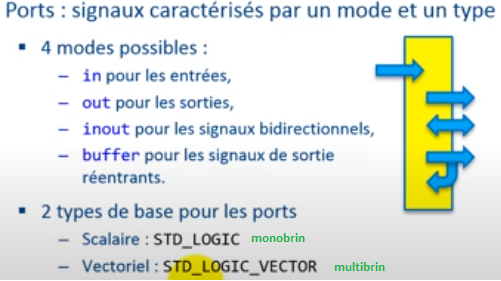 Ports : signaux caractérisés par un mode et un type
▪ 4 modes possibles :
– in pour les entrées,
– out pour les sorties,
– inout pour les signaux bidirectionnels,
– buffer pour les signaux de sortie
réentrants.
▪ 2 types de base pour les ports
– Scalaire : STD_LOGIC monobrin
– Vectoriel : STD_LOGIC_VECTOR multibrin